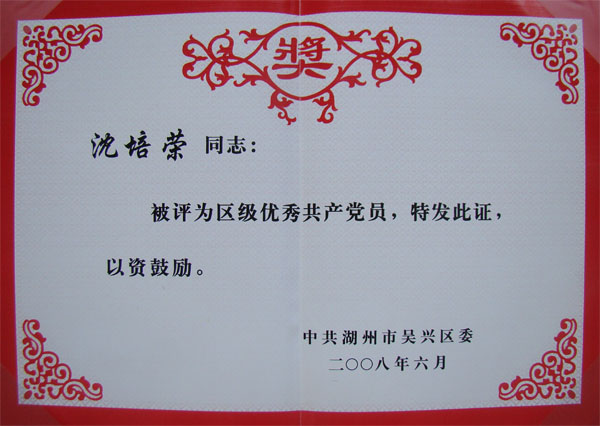 獎
沈培荣 同志：
被评为区级优秀共产党员，特发此证，
以资鼓励。
中共湖州市吴兴区委
二〇〇八年六月